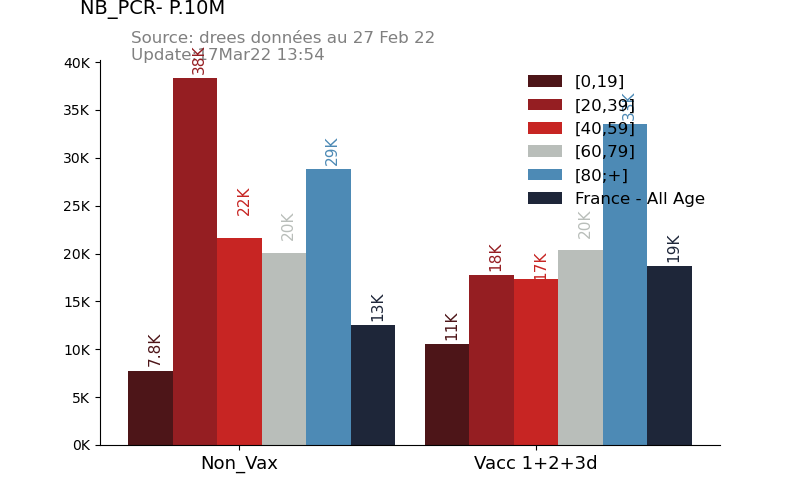 NB_PCR- P.10M
Source: drees données au 27 Feb 22
Update 17Mar22 13:54
40K
35K
30K
25K
20K
15K
10K
5K
0K
7.8K
38K
22K
20K
29K
13K
11K
18K
17K
20K
33K
19K
[0,19]
[20,39]
[40,59]
[60,79]
[80;+]
France - All Age
Non_Vax
Vacc 1+2+3d